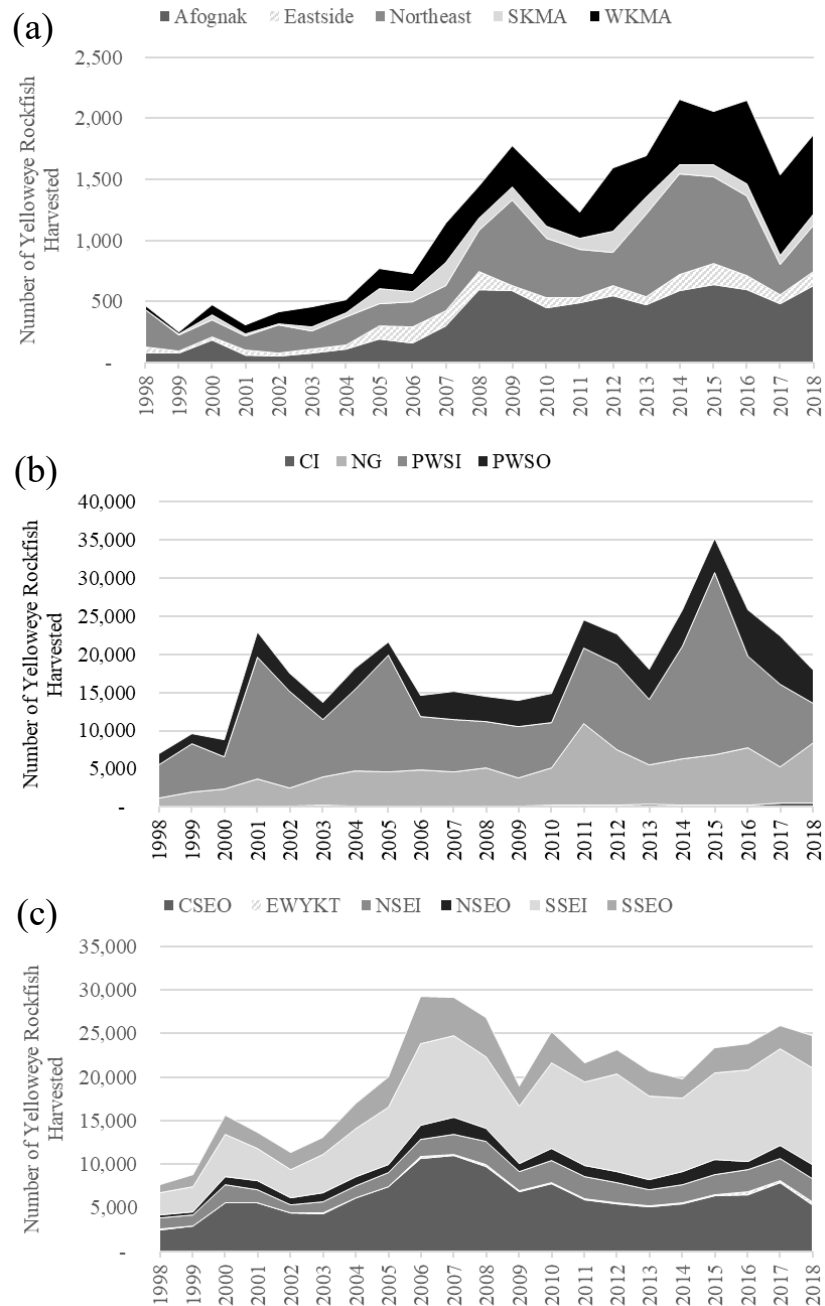 (a)
Afognak Eastside Northeast SKMA WKMA
2,500
2,000
1,500
1,000
500
-
Number of Yelloweye Rockfish
Harvested
1998 1999 2000 2001 2002 2003 2004 2005 2006 2007 2008 2009 2010 2011 2012 2013 2014 2015 2016 2017 2018
(b)
CI NG PWSI PWSO
40,000
35,000
30,000
25,000
20,000
15,000
10,000
5,000
-
Number of Yelloweye Rockfish
Harvested
1998 1999 2000 2001 2002 2003 2004 2005 2006 2007 2008 2009 2010 2011 2012 2013 2014 2015 2016 2017 2018
(c)
CSEO EWYKT NSEI NSEO SSEI SSEO
35,000
30,000
25,000
20,000
15,000
10,000
5,000
-
Number of Yelloweye Rockfish
Harvested
1998 1999 2000 2001 2002 2003 2004 2005 2006 2007 2008 2009 2010 2011 2012 2013 2014 2015 2016 2017 2018